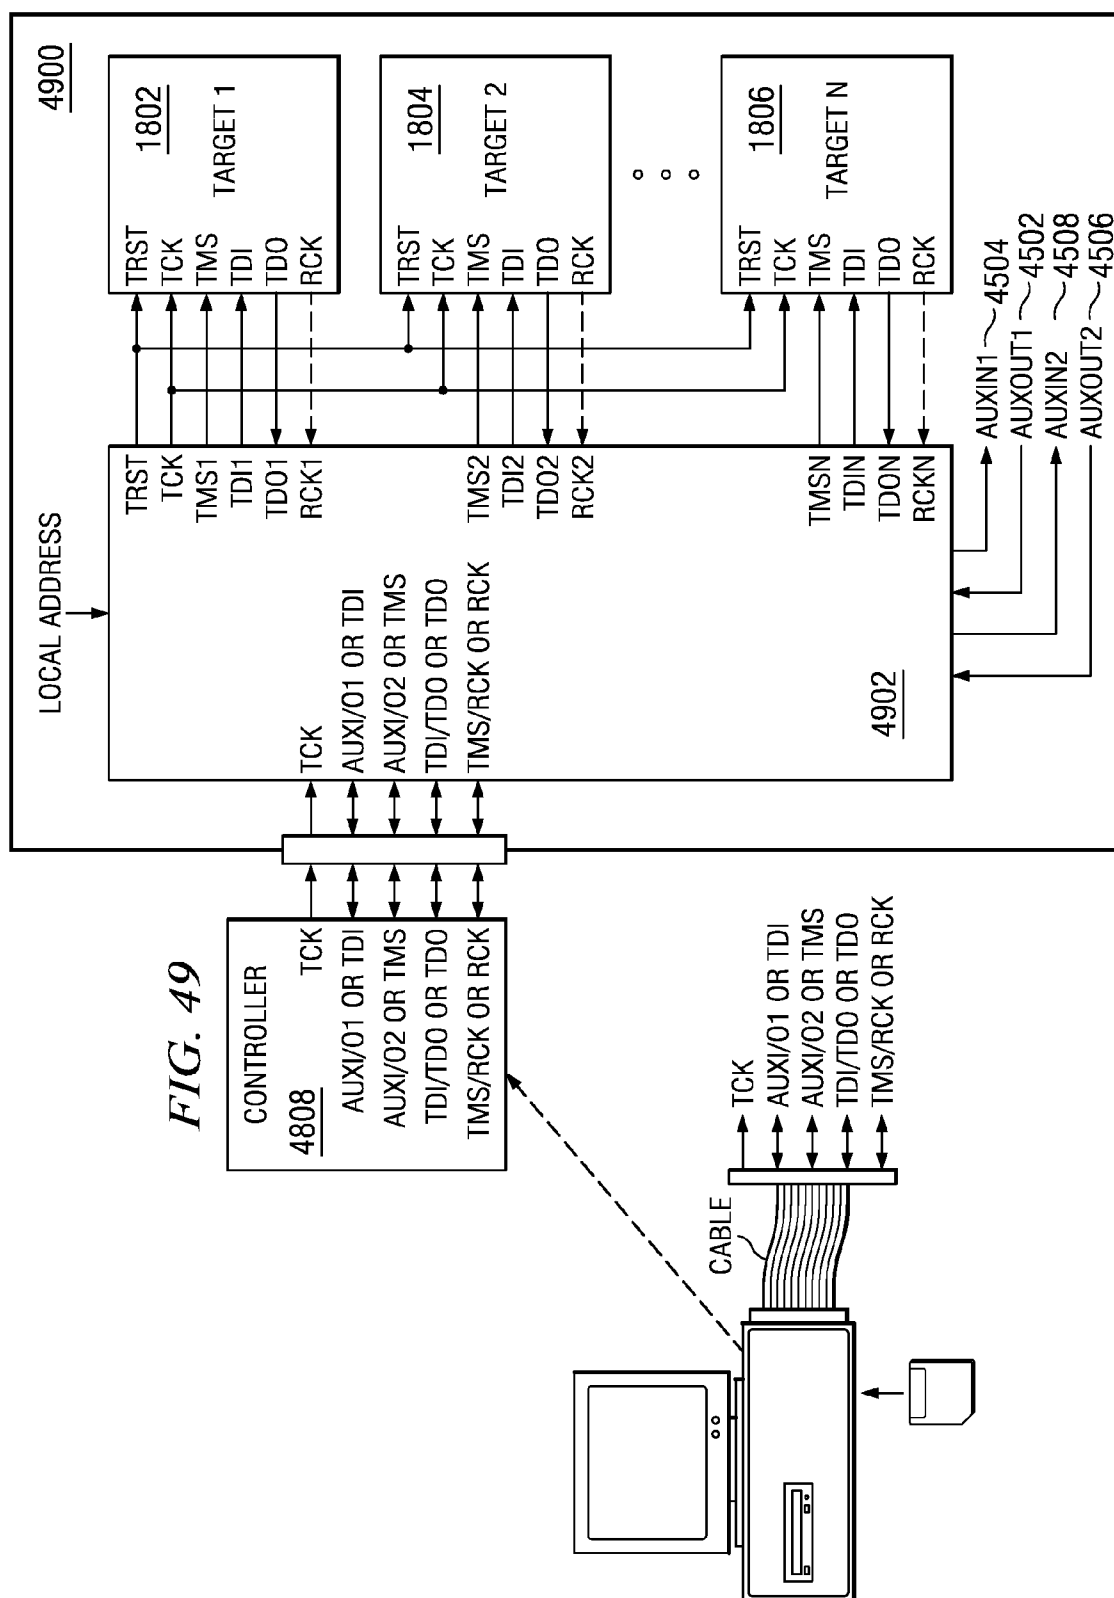 FIG. 49
4900
LOCAL ADDRESS
CONTROLLER
4808
TCK
AUXI/O1 OR TDI
AUXI/O2 OR TMS
TDI/TDO OR TDO
TMS/RCK OR RCK
TCK
AUXI/O1 OR TDI
AUXI/O2 OR TMS
TDI/TDO OR TDO
TMS/RCK OR RCK
4902
TRST
TCK
TMS1
TDI1
TDO1
RCK1
TMS2
TDI2
TDO2
RCK2
TMSN
TDIN
TDON
RCKN
TRST
TCK
TMS
TDI
TDO
RCK
1802
TARGET 1
TRST
TCK
TMS
TDI
TDO
RCK
1804
TARGET 2
TRST
TCK
TMS
TDI
TDO
RCK
1806
TARGET N
AUXIN1 4504
AUXOUT1 4502
AUXIN2 4508
AUXOUT2 4506
CABLE
TCK
AUXI/O1 OR TDI
AUXI/O2 OR TMS
TDI/TDO OR TDO
TMS/RCK OR RCK